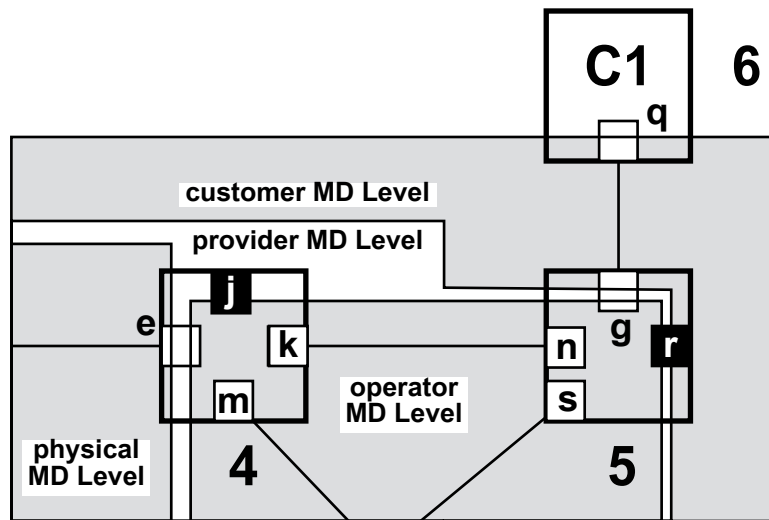 C1 6
q
customer MD Level
provider MD Level
j
e k n g r
m operator s
MD Level
physical
MD Level
4 5